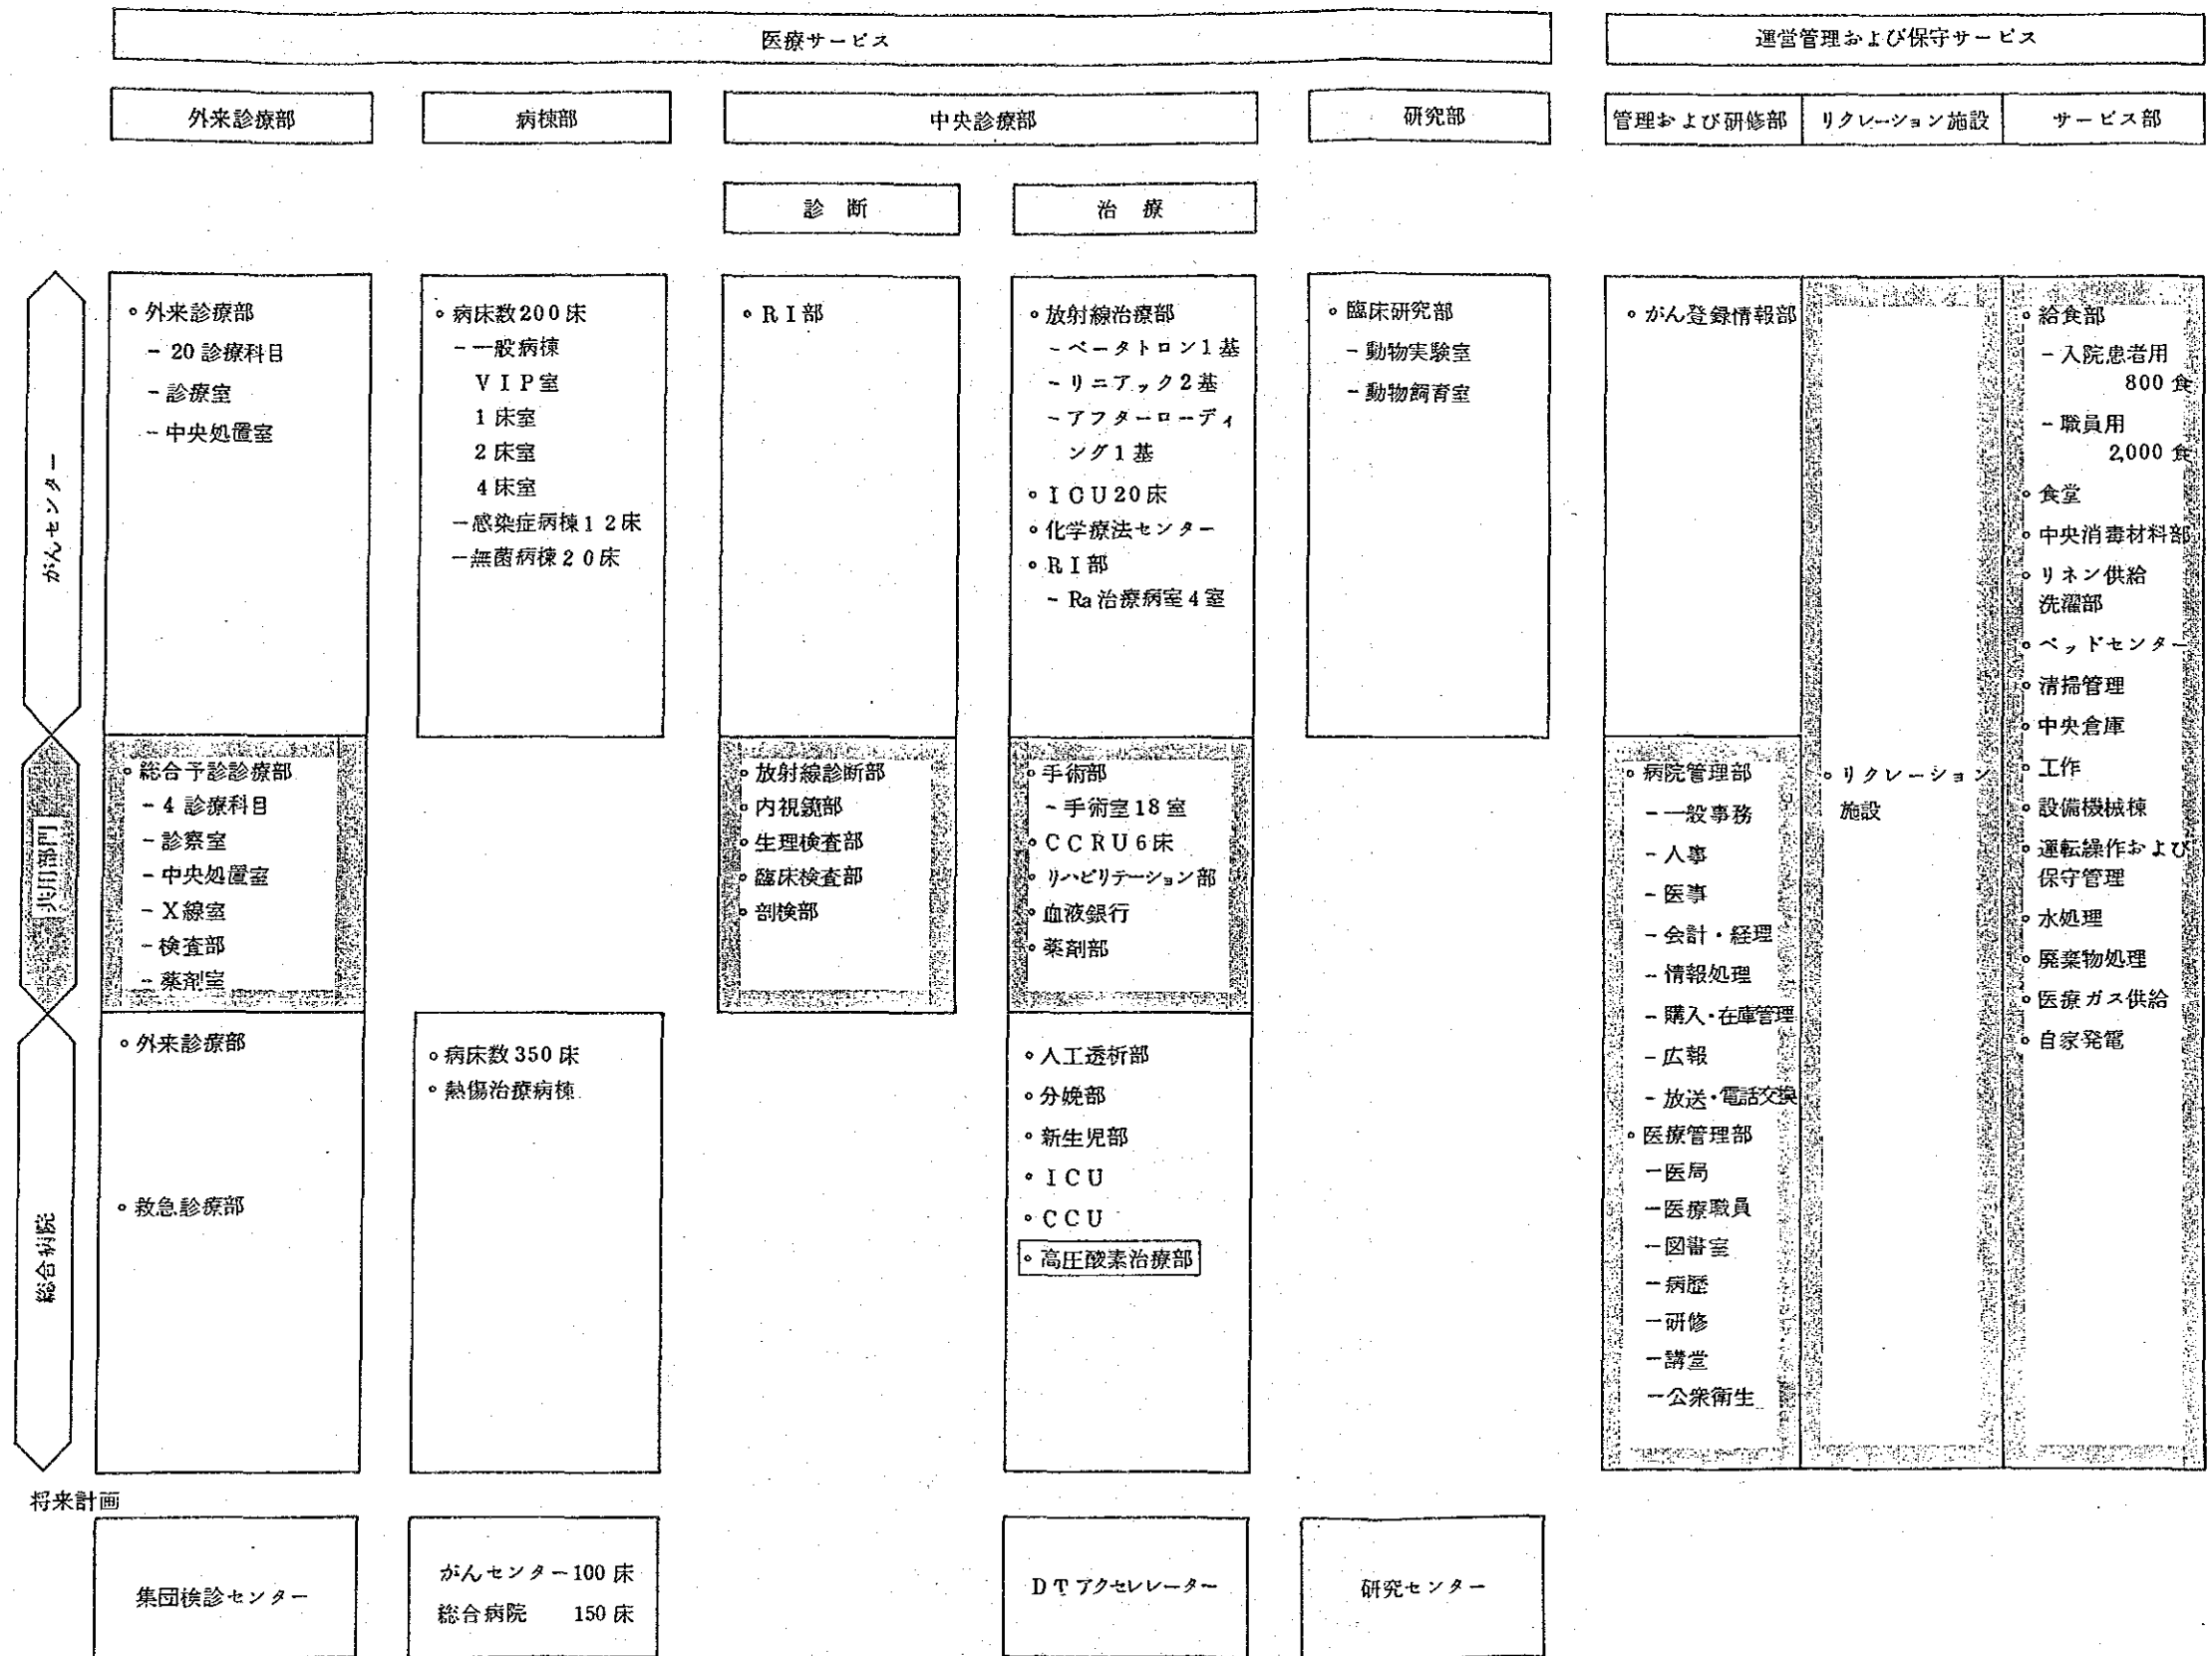 医療サービス
運営管理および保守サービス
外来診療部
病棟部
中央診療部
研究部
管理および研修部
リクレーション施設
サービス部
診 断
治 療
がんセンター
◦外来診療部
- 20診療科目
- 診療室
- 中央処置室
◦病床数200床
- 一般病棟
VIP室
1床室
2床室
4床室
-感染症病棟12床
-無菌病棟20床
◦RI部
◦放射線治療部
- ベータトロン1基
- リニアック2基
- アフターローディ
ング1基
◦ICU20床
◦化学療法センター
◦RI部
- Ra治療病室4室
◦臨床研究部
- 動物実験室
- 動物飼育室
◦がん登録情報部
共用部門
◦総合予診診療部
- 4診療科目
- 診察室
- 中央処置室
- X線室
- 検査部
- 薬剤室
◦放射線診断部
◦内視鏡部
◦生理検査部
◦臨床検査部
◦剖検部
◦手術部
- 手術室18室
◦CCRU6床
◦リハビリテーション部
◦血液銀行
◦薬剤部
◦病院管理部
- 一般事務
- 人事
- 医事
- 会計・経理
- 情報処理
- 購入・在庫管理
- 広報
- 放送・電話交換
◦医療管理部
-医局
-医療職員
-図書室
-病歴
-研修
-講堂
-公衆衛生
◦リクレーション
施設
◦給食部
- 入院患者用
800食
- 職員用
2,000食
◦食堂
◦中央消毒材料部
◦リネン供給
洗濯部
◦ベッドセンター
◦清掃管理
◦中央倉庫
◦工作
◦設備機械棟
◦運転操作および
保守管理
◦水処理
◦廃棄物処理
◦医療ガス供給
◦自家発電
総合病院
◦外来診療部
◦救急診療部
◦病床数350床
◦熱傷治療病棟
◦人工透析部
◦分娩部
◦新生児部
◦ICU
◦CCU
◦高圧酸素治療部
将来計画
集団検診センター
がんセンター100床
総合病院 150床
DTアクセレレーター
研究センター